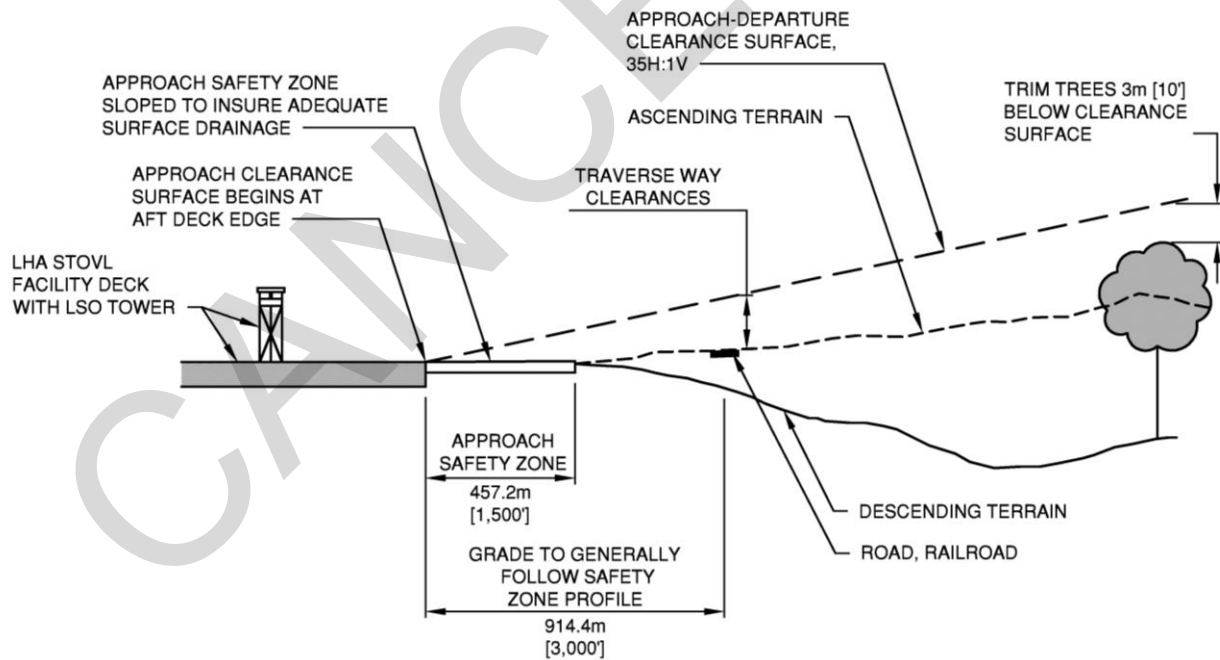 APPROACH-DEPARTURE
CLEARANCE SURFACE,
35H:1V
APPROACH SAFETY ZONE
SLOPED TO INSURE ADEQUATE
SURFACE DRAINAGE
ASCENDING TERRAIN
TRIM TREES 3m [10']
BELOW CLEARANCE
SURFACE
APPROACH CLEARANCE
SURFACE BEGINS AT
AFT DECK EDGE
TRAVERSE WAY
CLEARANCES
LHA STOVL
FACILITY DECK
WITH LSO TOWER
APPROACH
SAFETY ZONE
457.2m
[1,500']
DESCENDING TERRAIN
ROAD, RAILROAD
GRADE TO GENERALLY
FOLLOW SAFETY
ZONE PROFILE
914.4m
[3,000']
CANCE